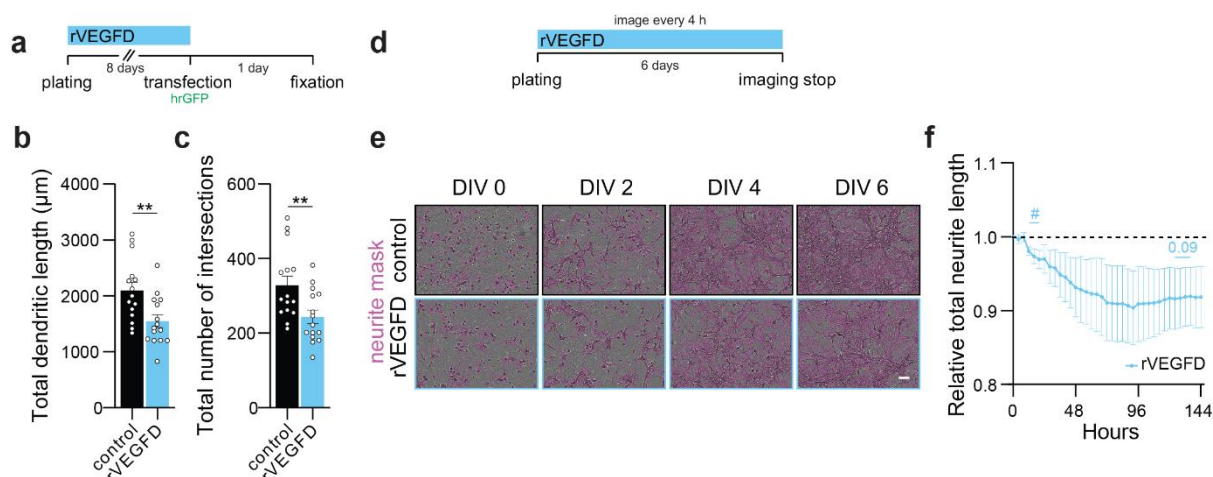 a
rVEGFD
8 days
1 day
plating
transfection
fixation
hrGFP
d
image every 4 h
rVEGFD
6 days
plating
imaging stop
b
Total dendritic length (µm)
4000
3000
2000
1000
0
**
control
rVEGFD
c
Total number of intersections
600
400
200
0
**
control
rVEGFD
e
DIV 0
DIV 2
DIV 4
DIV 6
neurite mask
control
rVEGFD
f
Relative total neurite length
1.1
1.0
0.9
0.8
#
0.09
rVEGFD
0
48
96
144
Hours